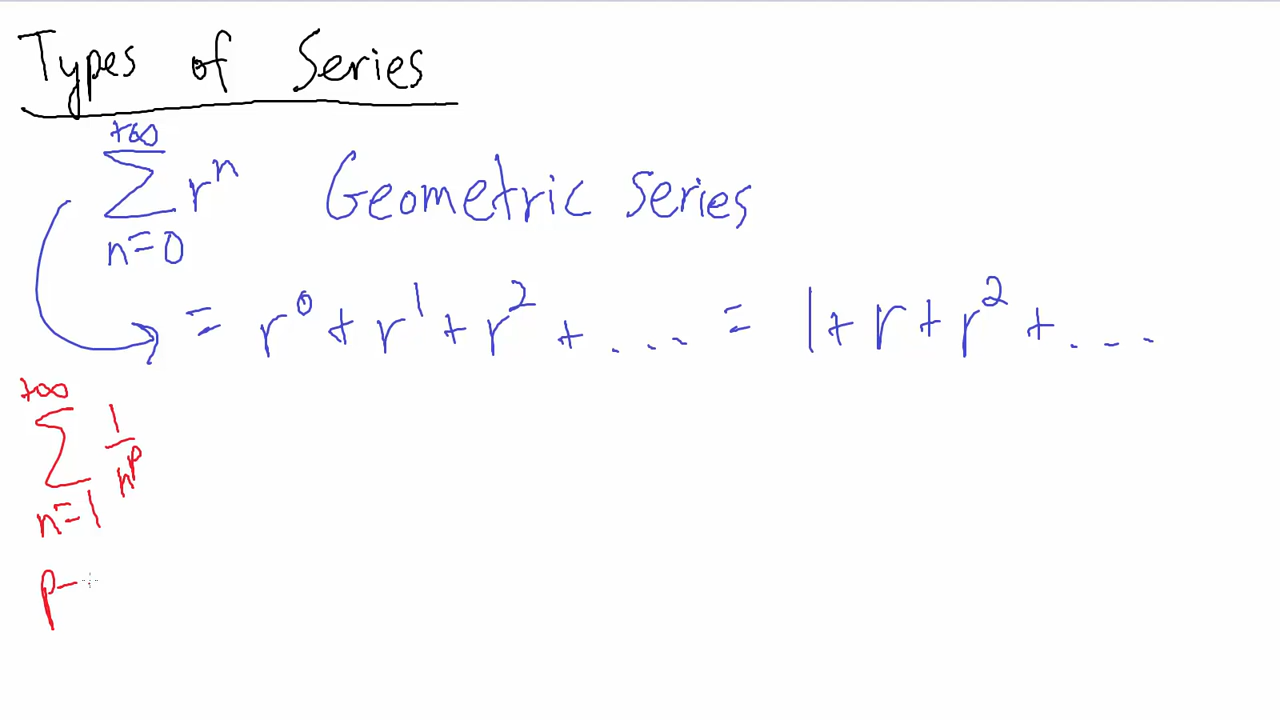 Types of Series
+∞
∑ rⁿ Geometric Series
n=0
= r⁰ + r¹ + r² + .... = 1 + r + r² + ....
+∞
∑ 1/nᵖ
n=1
p-